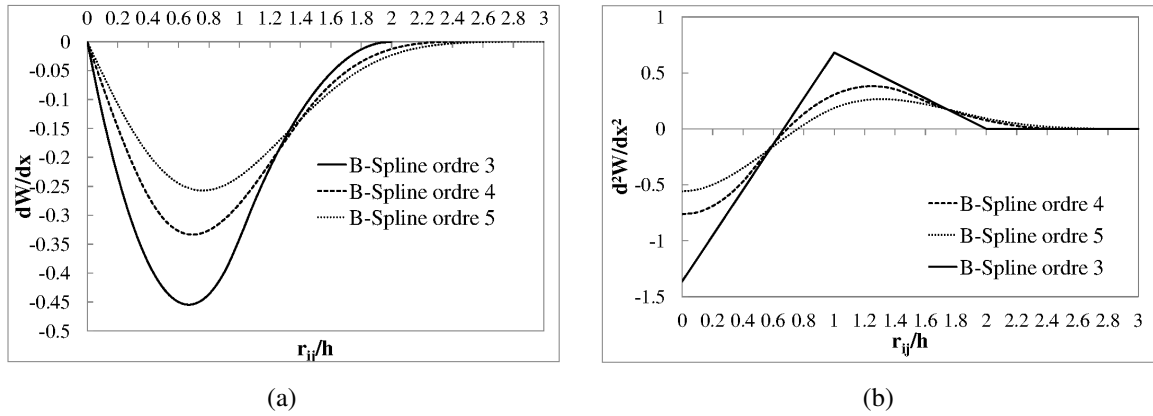 0 0.2 0.4 0.6 0.8 1 1.2 1.4 1.6 1.8 2 2.2 2.4 2.6 2.8 3
0
-0.05
-0.1
-0.15
-0.2
-0.25
-0.3
-0.35
-0.4
-0.45
-0.5
dW/dx
B-Spline ordre 3
B-Spline ordre 4
B-Spline ordre 5
rij/h
(a)
1
0.5
0
-0.5
-1
-1.5
d²W/dx²
B-Spline ordre 4
B-Spline ordre 5
B-Spline ordre 3
0 0.2 0.4 0.6 0.8 1 1.2 1.4 1.6 1.8 2 2.2 2.4 2.6 2.8 3
rij/h
(b)